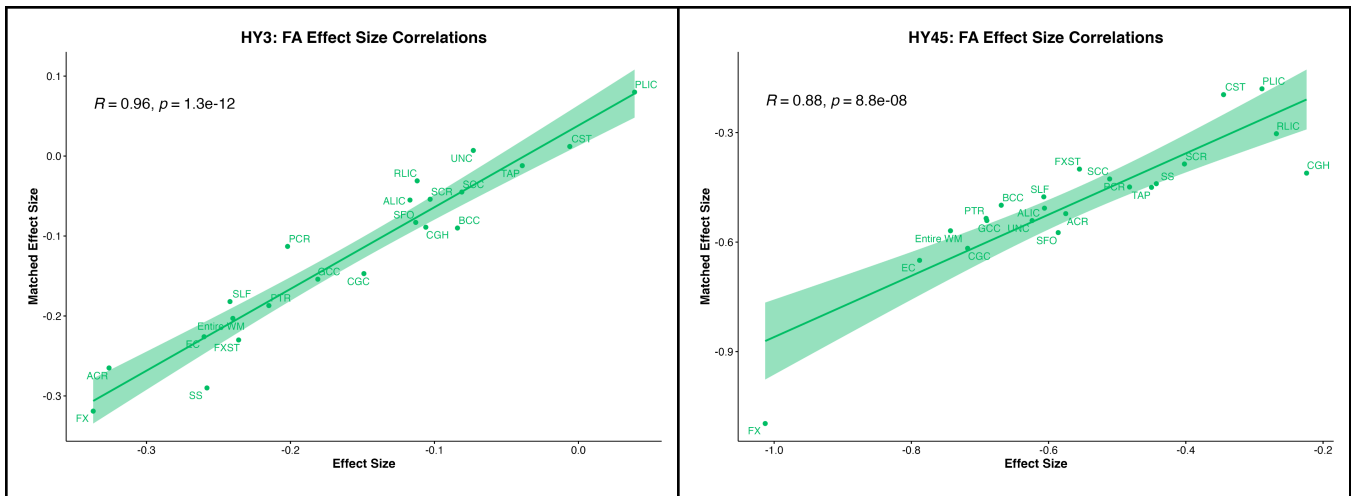 HY3: FA Effect Size Correlations
R = 0.96, p = 1.3e-12
Matched Effect Size
0.1
0.0
-0.1
-0.2
-0.3
PLIC
CST
UNC
TAP
RLIC
SCR
SCC
ALIC
SFO
BCC
CGH
PCR
GCC
CGC
SLF
PTR
Entire WM
EC
FXST
ACR
SS
FX
-0.3
-0.2
-0.1
0.0
Effect Size
HY45: FA Effect Size Correlations
R = 0.88, p = 8.8e-08
Matched Effect Size
-0.3
-0.6
-0.9
CST
PLIC
RLIC
CGH
SCR
FXST
SCC
SS
PCR
TAP
SLF
BCC
ALIC
PTR
GCC
UNC
ACR
SFO
Entire WM
CGC
EC
FX
-1.0
-0.8
-0.6
-0.4
-0.2
Effect Size